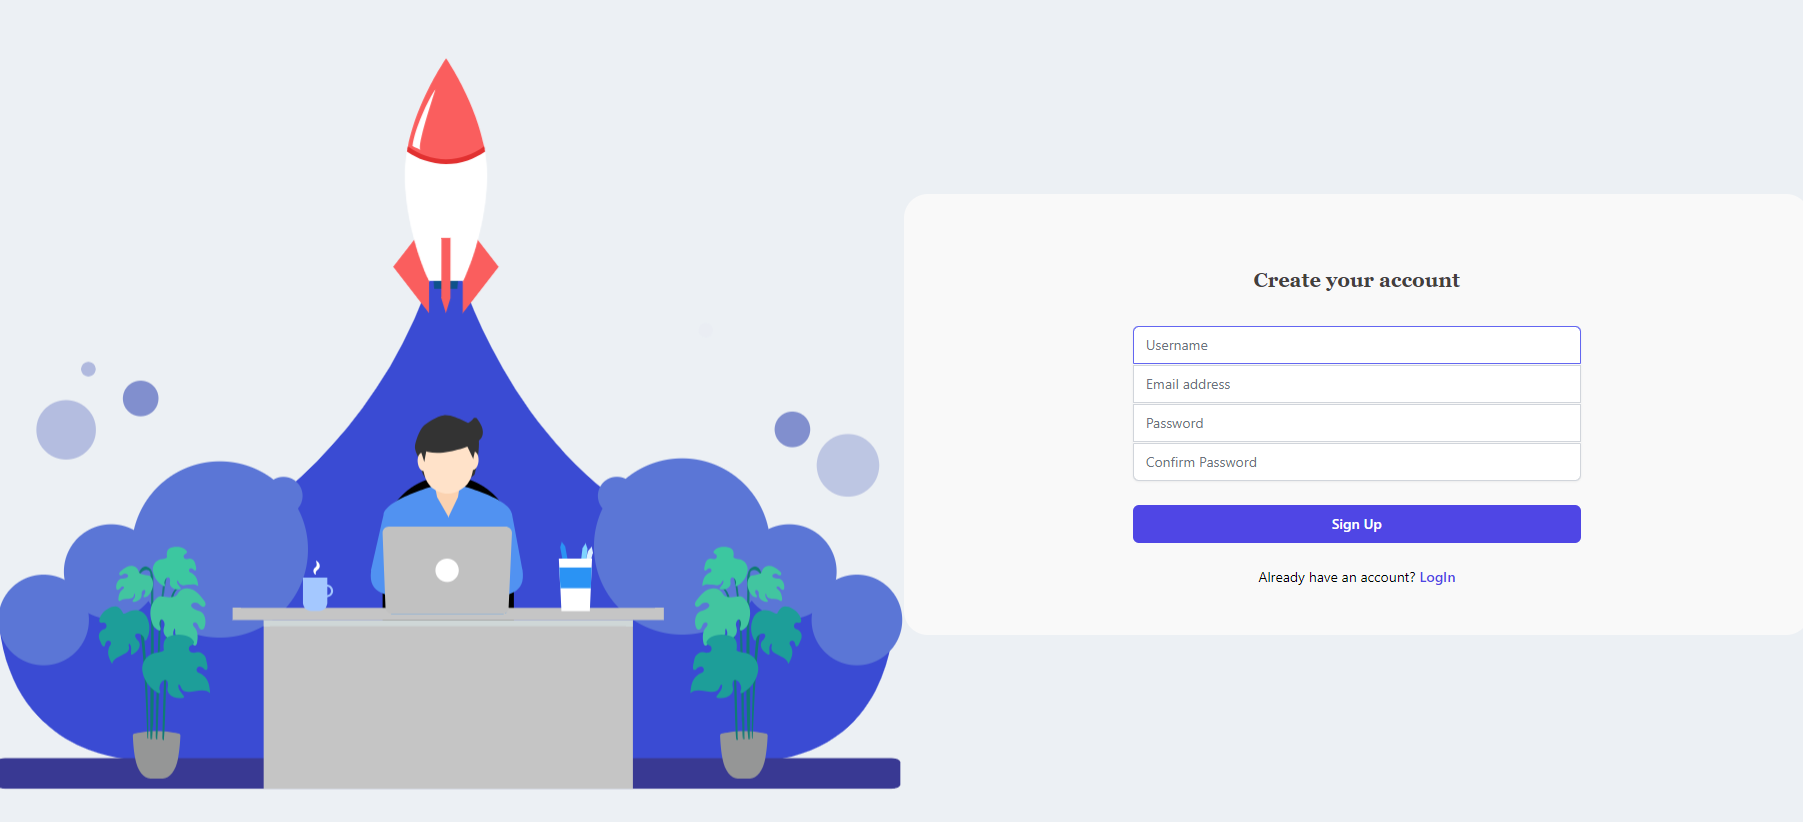 Create your account
Username
Email address
Password
Confirm Password
Sign Up
Already have an account? LogIn